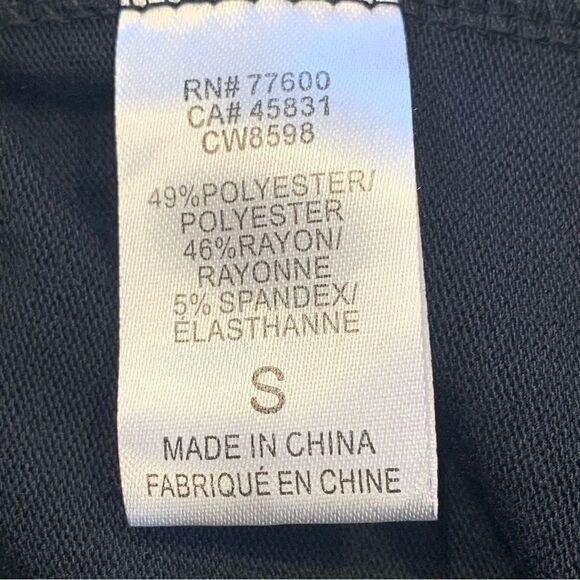 RN# 77600
CA# 45831
CW8598
49%POLYESTER/
POLYESTER
46%RAYON/
RAYONNE
5% SPANDEX/
ÉLASTHANNE
S
MADE IN CHINA
FABRIQUÉ EN CHINE